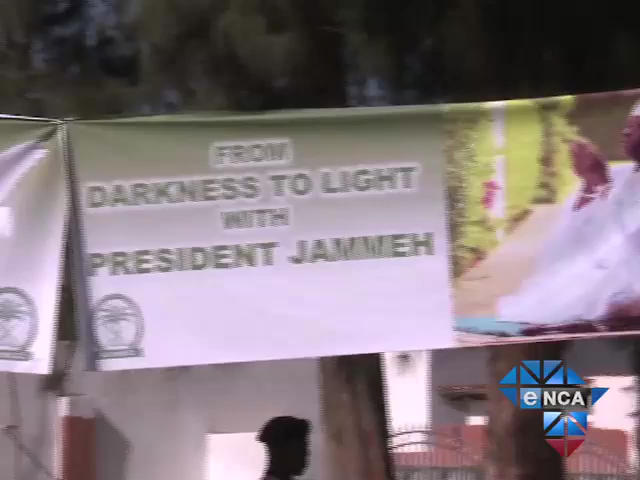 FROM
DARKNESS TO LIGHT
WITH
PRESIDENT JAMMEH
eNCA